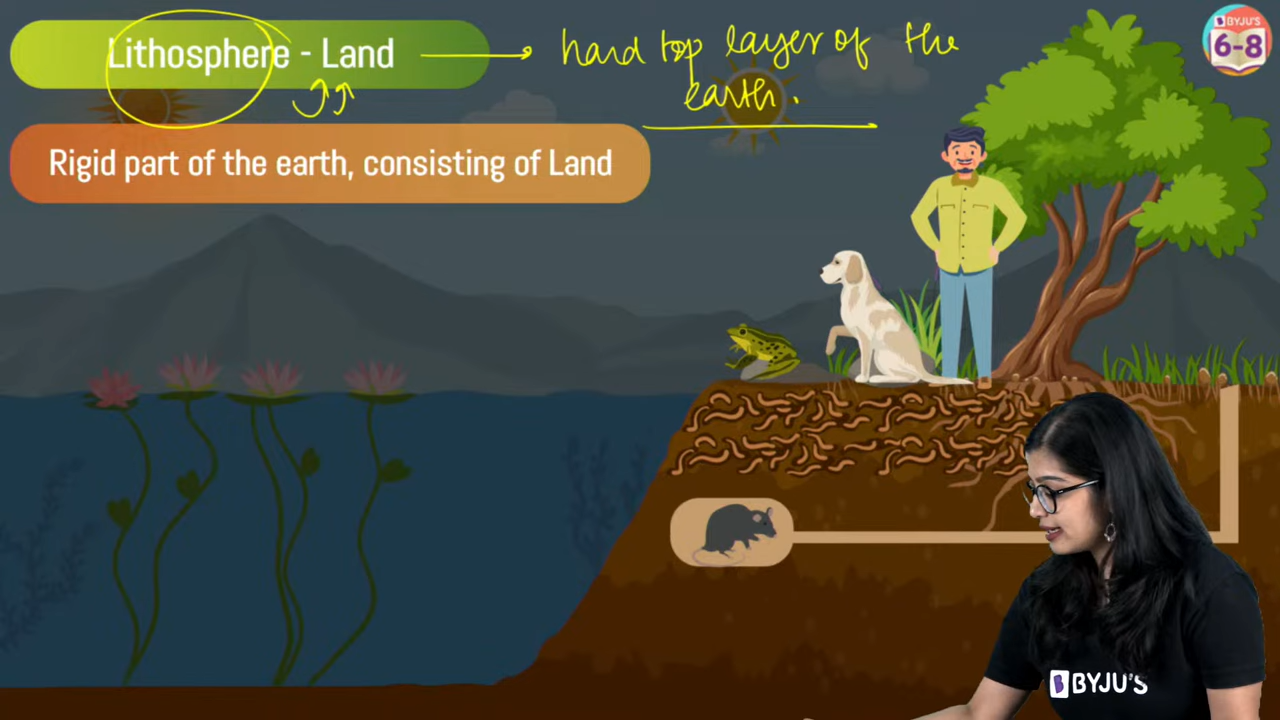 Lithosphere - Land
hard top layer of the
earth.
BYJU'S
6-8
Rigid part of the earth, consisting of Land
BYJU'S